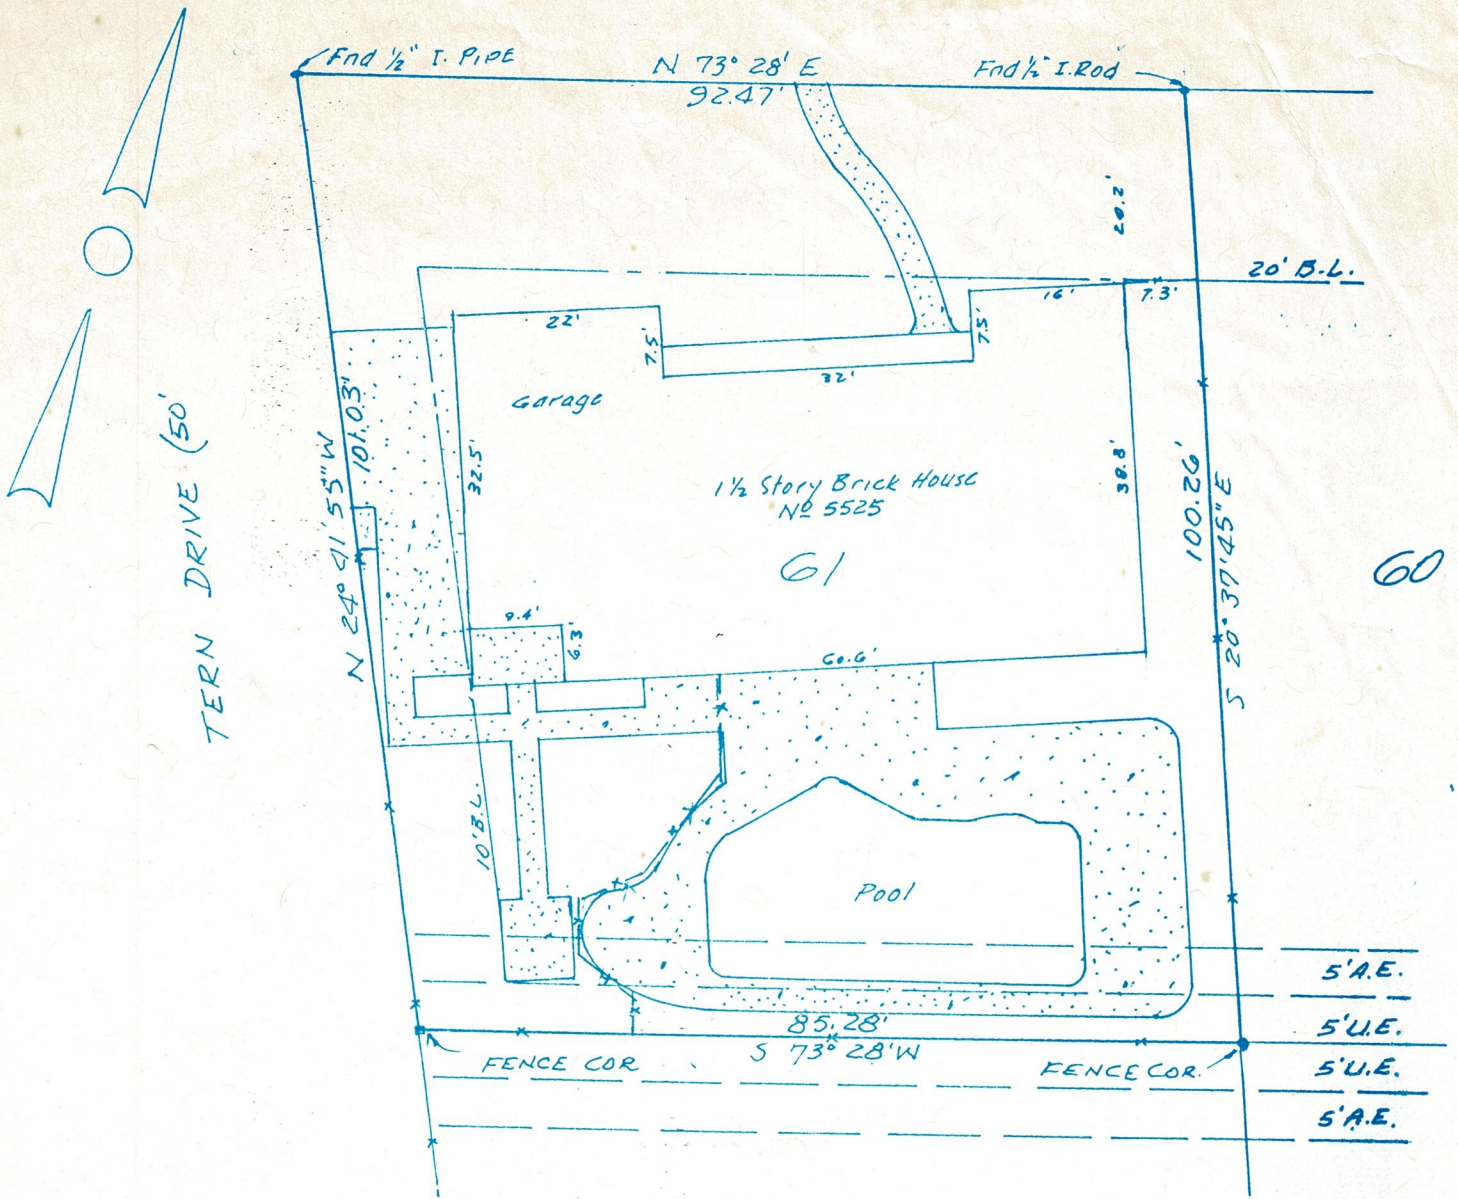 Fnd ½" I. PIPE
N 73° 28' E
92.47'
Fnd ½" I.Rod
20.2'
20' B.L.
22'
7.5'
7.5'
16'
7.3'
32'
Garage
TERN DRIVE (50'
N 24° 41' 55" W
101.03'
32.5'
1½ Story Brick House
Nº 5525
61
38.8'
100.26'
S 20° 37' 45" E
60
9.4'
6.3'
60.6'
10' B.L.
Pool
5' A.E.
85.28'
S 73° 28' W
5' U.E.
FENCE COR
FENCE COR.
5' U.E.
5' A.E.